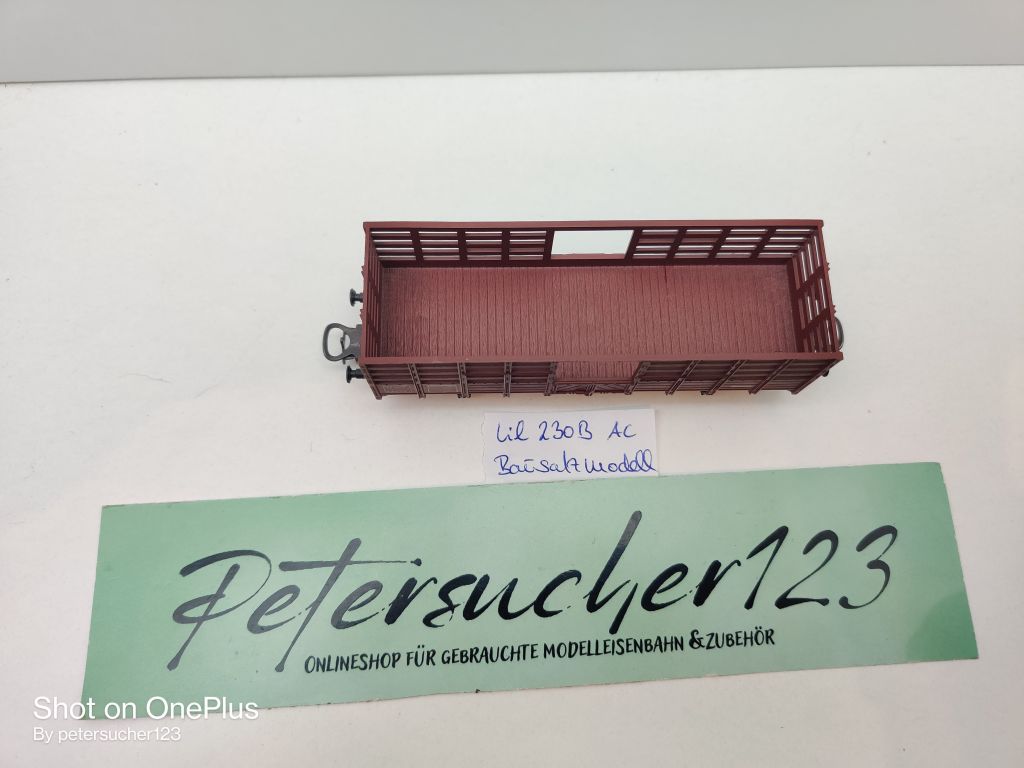 Lil 230B AC
Bausatzmodell
Petersucher123
ONLINESHOP FÜR GEBRAUCHTE MODELLEISENBAHN & ZUBEHÖR
Shot on OnePlus
By petersucher123